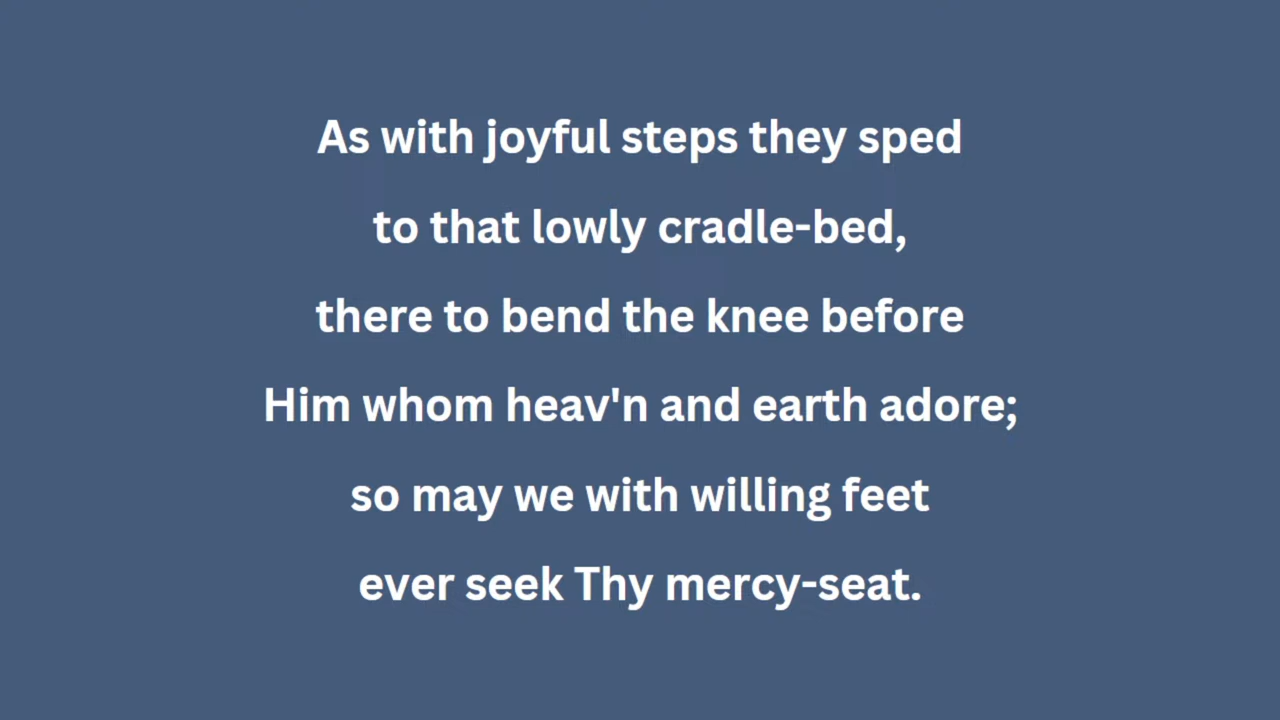 As with joyful steps they sped
to that lowly cradle-bed,
there to bend the knee before
Him whom heav'n and earth adore;
so may we with willing feet
ever seek Thy mercy-seat.